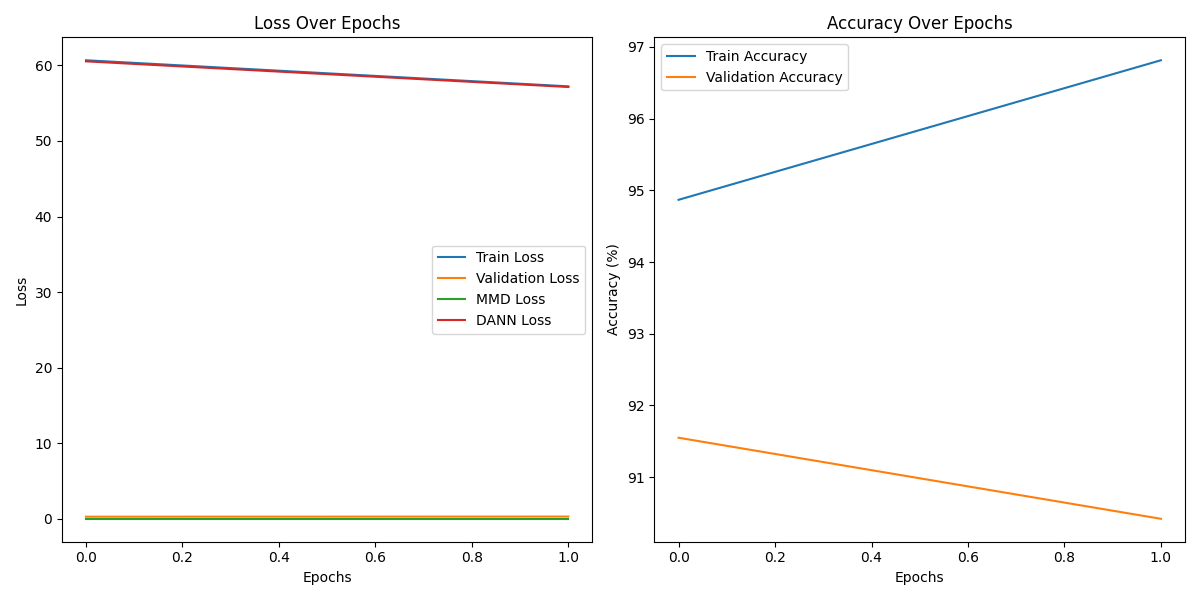 Loss Over Epochs
60
50
40
30
20
10
0
Loss
Train Loss
Validation Loss
MMD Loss
DANN Loss
0.0 0.2 0.4 0.6 0.8 1.0
Epochs
Accuracy Over Epochs
97
96
95
94
93
92
91
Accuracy (%)
Train Accuracy
Validation Accuracy
0.0 0.2 0.4 0.6 0.8 1.0
Epochs